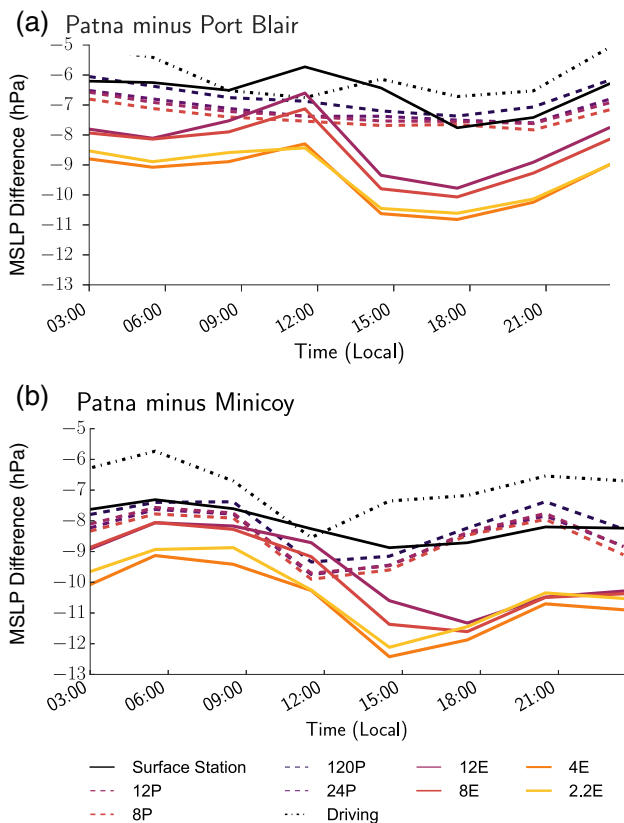 (a) Patna minus Port Blair
−5
−6
−7
−8
−9
−10
−11
−12
−13
MSLP Difference (hPa)
03:00 06:00 09:00 12:00 15:00 18:00 21:00
Time (Local)
(b) Patna minus Minicoy
−5
−6
−7
−8
−9
−10
−11
−12
−13
MSLP Difference (hPa)
03:00 06:00 09:00 12:00 15:00 18:00 21:00
Time (Local)
Surface Station 120P 12E 4E
12P 24P 8E 2.2E
8P Driving